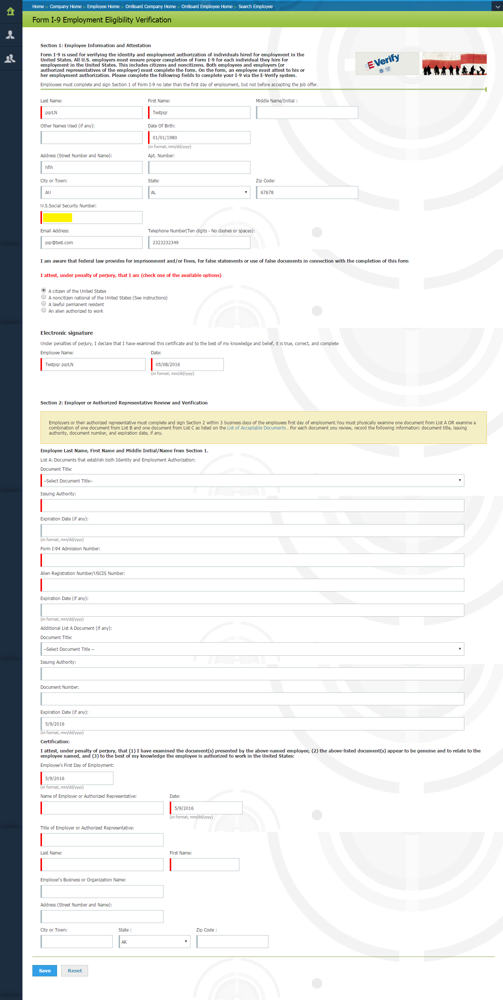 Home » Company Home » Employee Home » OnBoard Company Home » OnBoard Employee Home » Search Employee
Form I-9 Employment Eligibility Verification
Section 1: Employee Information and Attestation
Form I-9 is used for verifying the identity and employment authorization of individuals hired for employment in the
United States. All U.S. employers must ensure proper completion of Form I-9 for each individual they hire for
employment in the United States. This includes citizens and noncitizens. Both employees and employers (or
authorized representatives of the employer) must complete the form. On the form, an employee must attest to his or
her employment authorization. Please complete the following fields to complete your I-9 via the E-Verify system.
E-Verify
Employees must complete and sign Section 1 of Form I-9 no later than the first day of employment, but not before accepting the job offer.
Last Name: First Name: Middle Name/Initial :
pqrLN Testpqr
Other Names Used (if any): Date Of Birth:
01/01/1980
(in format, mm/dd/yyyy)
Address (Street Number and Name): Apt. Number:
hfih
City or Town: State: Zip Code:
AU AL 67678
U.S.Social Security Number:
Email Address: Telephone Number(Ten digits - No dashes or spaces):
pqr@test.com 2323232349
I am aware that federal law provides for imprisonment and/or fines, for false statements or use of false documents in connection with the completion of this form
I attest, under penalty of perjury, that I am (check one of the available options)
A citizen of the United States
A noncitizen national of the United States (See instructions)
A lawful permanent resident
An alien authorized to work
Electronic signature
Under penalties of perjury, I declare that I have examined this certificate and to the best of my knowledge and belief, it is true, correct, and complete
Employee Name: Date:
Testpqr pqrLN 05/08/2016
(in format, mm/dd/yyyy)
Section 2: Employer or Authorized Representative Review and Verification
Employers or their authorized representative must complete and sign Section 2 within 3 business days of the employees first day of employment.You must physically examine one document from List A OR examine a
combination of one document from List B and one document from List C as listed on the List of Acceptable Documents . For each document you review, record the following information: document title, issuing
authority, document number, and expiration date, if any.
Employee Last Name, First Name and Middle Initial/Name from Section 1.
List A: Documents that establish both Identity and Employment Authorization:
Document Title:
--Select Document Title--
Issuing Authority:
Expiration Date (if any):
(in format, mm/dd/yyyy)
Form I-94 Admission Number:
Alien Registration Number/USCIS Number:
Expiration Date (if any):
(in format, mm/dd/yyyy)
Additional List A Document (if any):
Document Title:
--Select Document Title --
Issuing Authority:
Document Number:
Expiration Date (if any):
5/9/2016
(in format, mm/dd/yyyy)
Certification:
I attest, under penalty of perjury, that (1) I have examined the document(s) presented by the above-named employee, (2) the above-listed document(s) appear to be genuine and to relate to the
employee named, and (3) to the best of my knowledge the employee is authorized to work in the United States:
Employee's First Day of Employment:
5/9/2016
(in format, mm/dd/yyyy)
Name of Employer or Authorized Representative: Date:
5/9/2016
(in format, mm/dd/yyyy)
Title of Employer or Authorized Representative:
Last Name: First Name:
Employer's Business or Organization Name:
Address (Street Number and Name):
City or Town: State : Zip Code :
AK
Save Reset